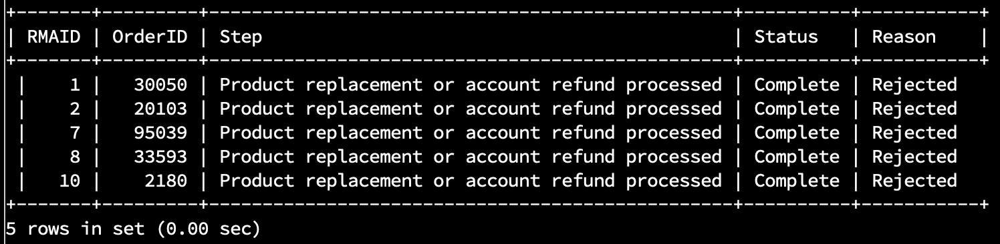 +-------+---------+-------------------------------------------------+----------+-----------+
| RMAID | OrderID | Step                                            | Status   | Reason    |
+-------+---------+-------------------------------------------------+----------+-----------+
 |     1 |   30050 | Product replacement or account refund processed | Complete | Rejected
 |     2 |   20103 | Product replacement or account refund processed | Complete | Rejected
 |     7 |   95039 | Product replacement or account refund processed | Complete | Rejected
 |     8 |   33593 | Product replacement or account refund processed | Complete | Rejected
 |    10 |    2180 | Product replacement or account refund processed | Complete | Rejected
+-------+---------+-------------------------------------------------+----------+-----------+
5 rows in set (0.00 sec)